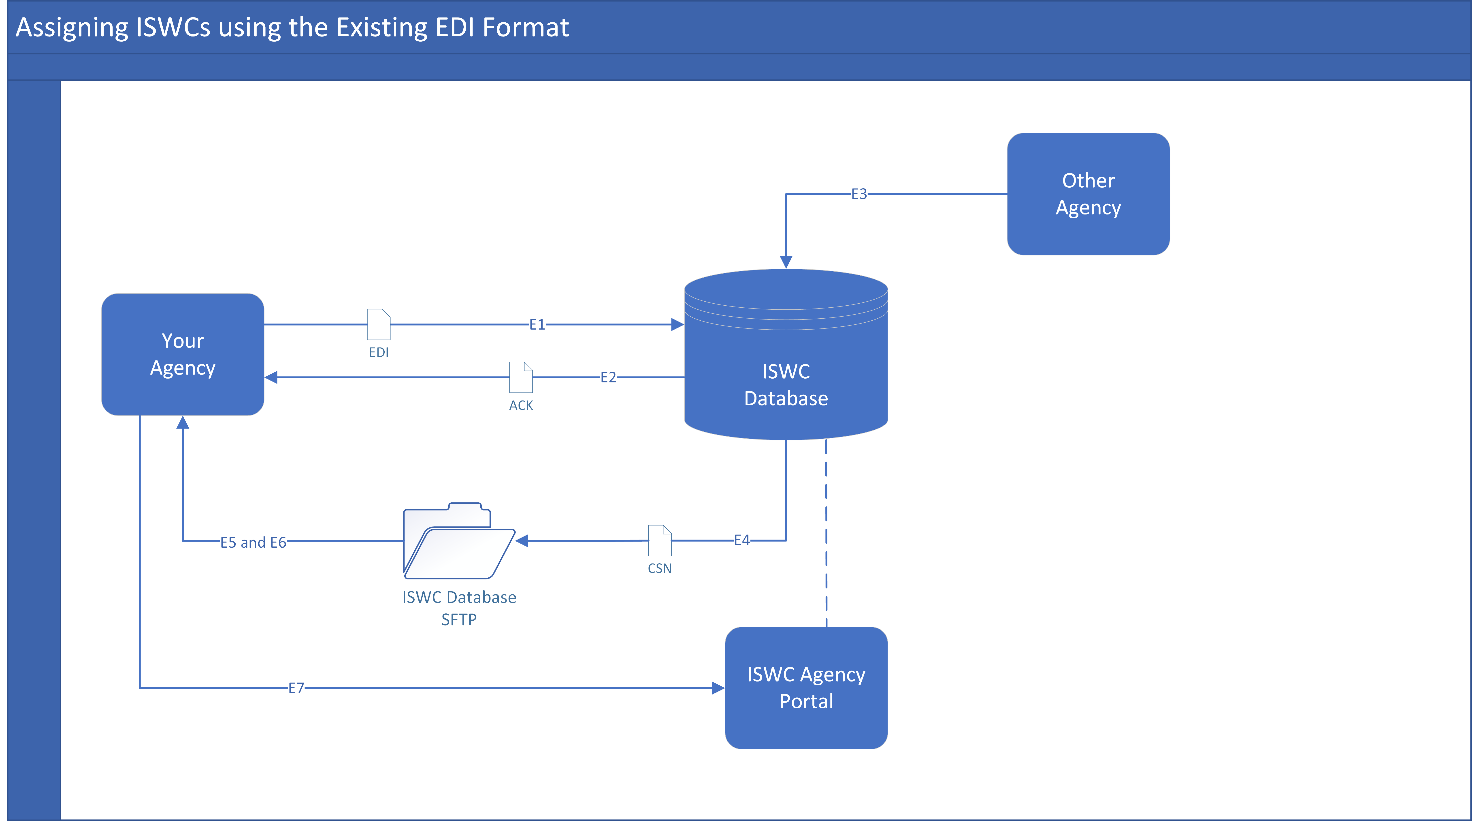 Assigning ISWCs using the Existing EDI Format
Other
Agency
E3
Your
Agency
EDI
E1
ACK
E2
ISWC
Database
E5 and E6
ISWC Database
SFTP
CSN
E4
E7
ISWC Agency
Portal